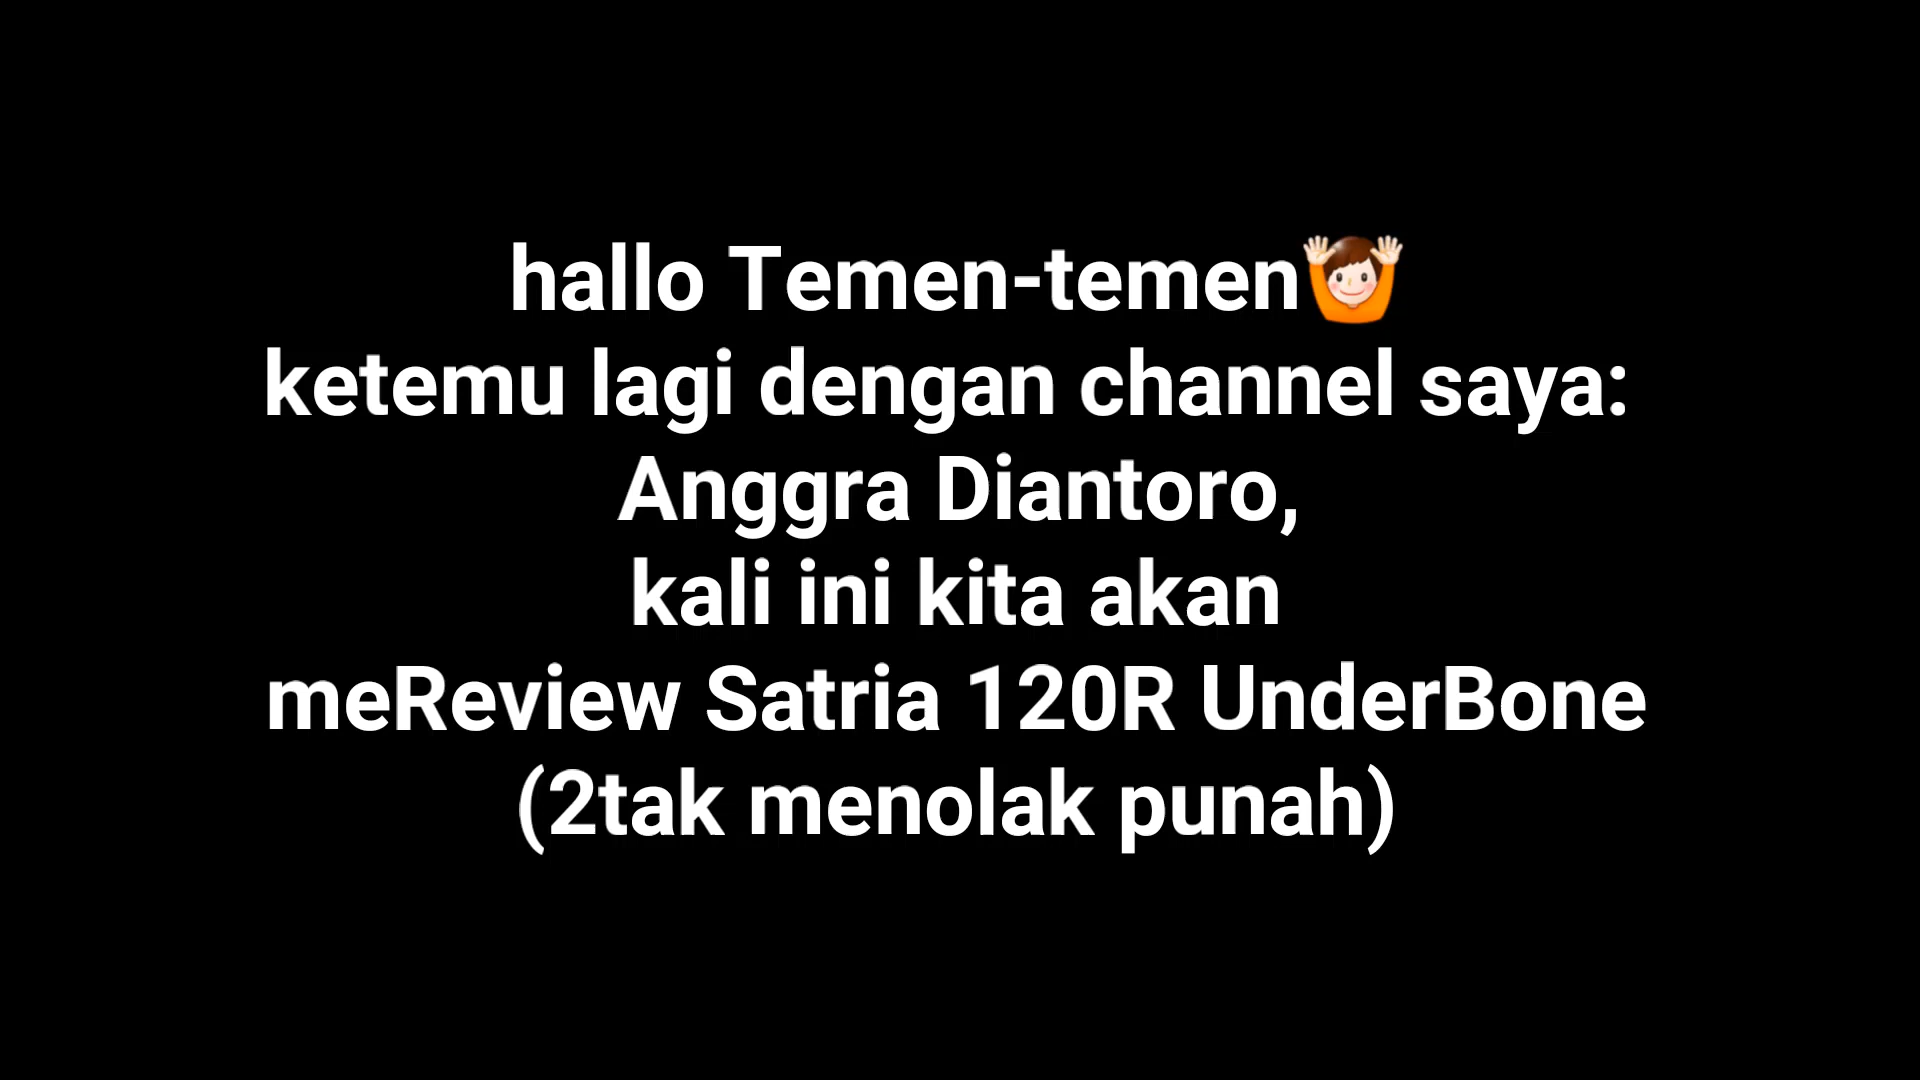 hallo Temen-temen🙌
ketemu lagi dengan channel saya:
Anggra Diantoro,
kali ini kita akan
meReview Satria 120R UnderBone
(2tak menolak punah)